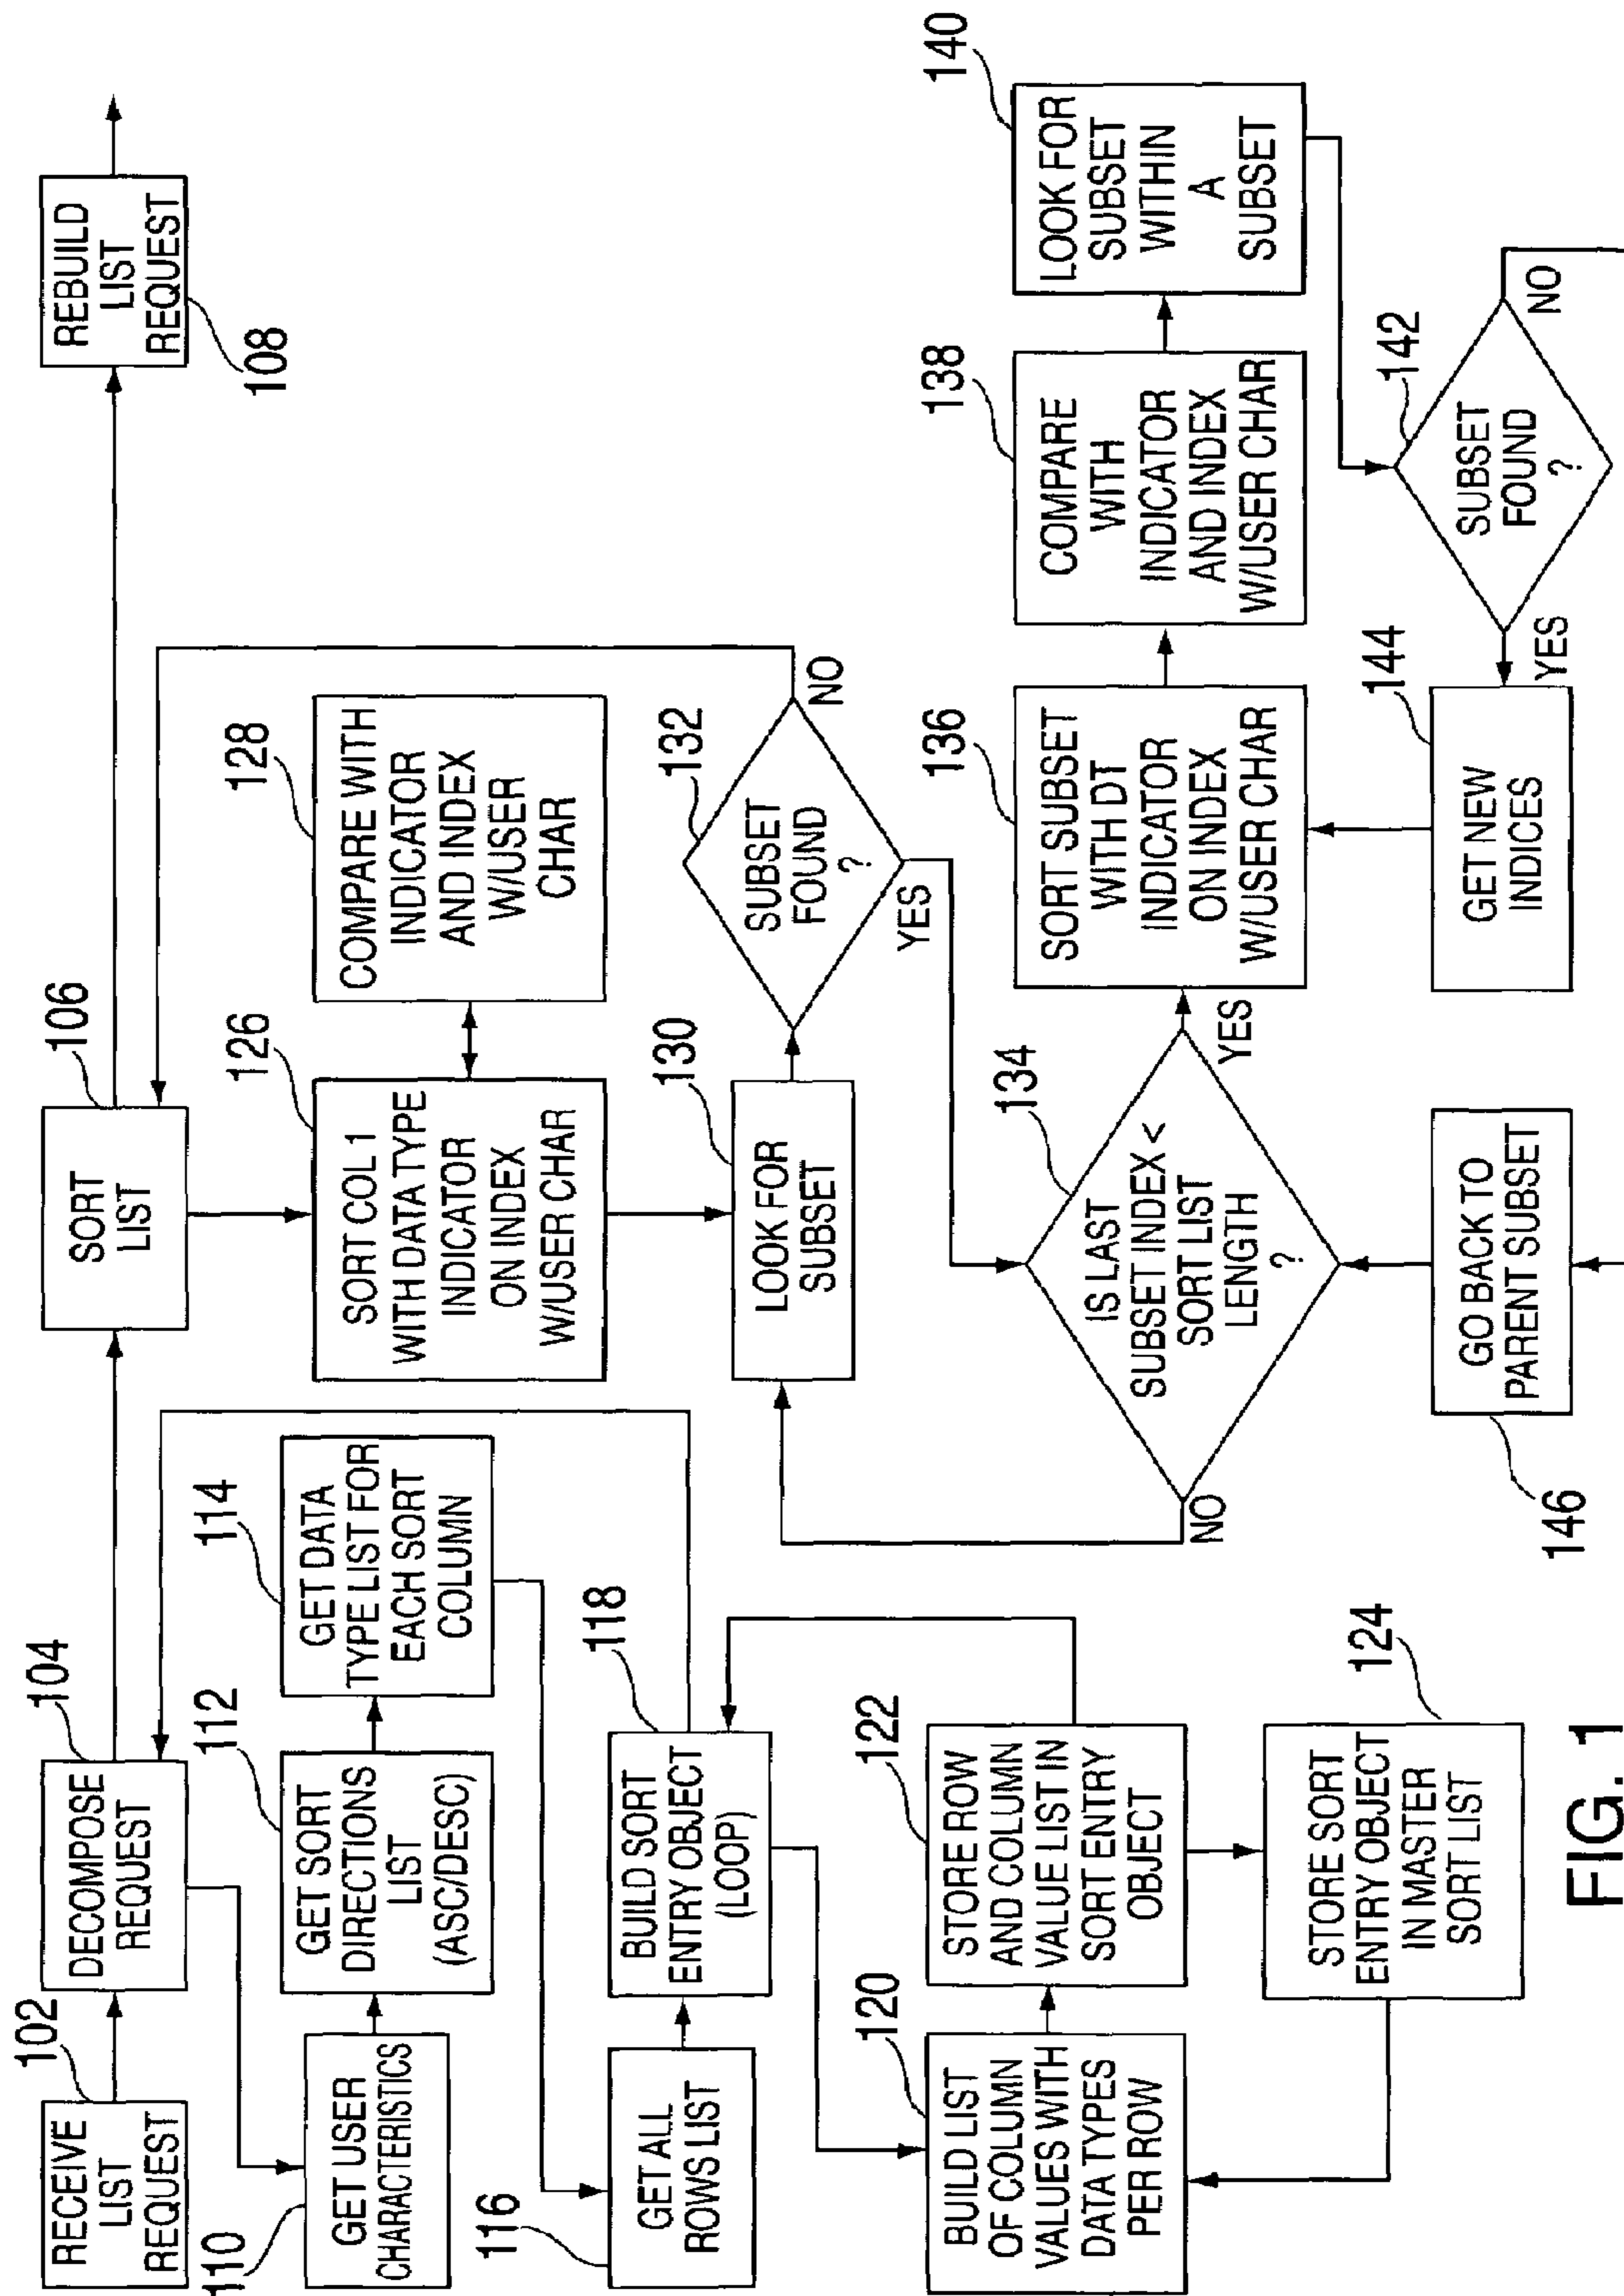 RECEIVE
LIST
REQUEST
102
DECOMPOSE
REQUEST
104
SORT
LIST
106
REBUILD
LIST
REQUEST
108
110
GET USER
CHARACTERISTICS
GET SORT
DIRECTIONS
LIST
(ASC/DESC)
112
GET DATA
TYPE LIST FOR
EACH SORT
COLUMN
114
116
GET ALL
ROWS LIST
BUILD SORT
ENTRY OBJECT
(LOOP)
118
BUILD LIST
OF COLUMN
VALUES WITH
DATA TYPES
PER ROW
120
STORE ROW
AND COLUMN
VALUE LIST IN
SORT ENTRY
OBJECT
122
STORE SORT
ENTRY OBJECT
IN MASTER
SORT LIST
124
SORT COL 1
WITH DATA TYPE
INDICATOR
ON INDEX
W/USER CHAR
126
COMPARE WITH
INDICATOR
AND INDEX
W/USER
CHAR
128
LOOK FOR
SUBSET
130
SUBSET
FOUND
?
132
NO
YES
IS LAST
SUBSET INDEX <
SORT LIST
LENGTH
?
134
NO
YES
SORT SUBSET
WITH DT
INDICATOR
ON INDEX
W/USER CHAR
136
COMPARE
WITH
INDICATOR
AND INDEX
W/USER CHAR
138
LOOK FOR
SUBSET
WITHIN
A
SUBSET
140
SUBSET
FOUND
?
142
NO
YES
GET NEW
INDICES
144
GO BACK TO
PARENT SUBSET
146
FIG. 1